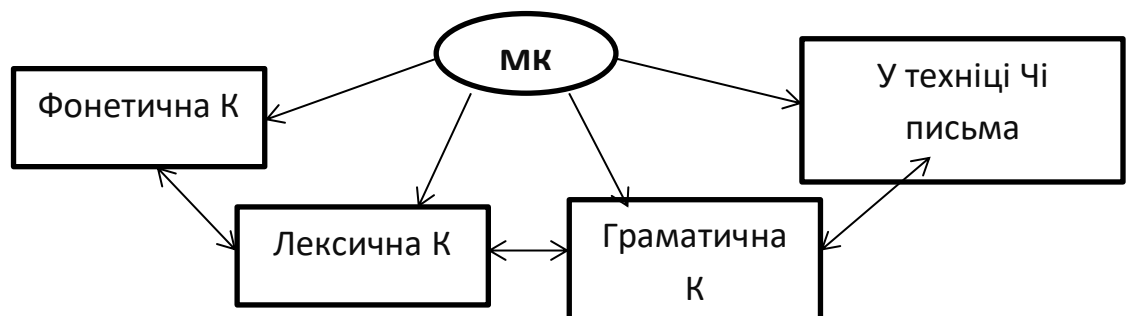 МК
Фонетична К
У техніці Чі
письма
Лексична К
Граматична
К